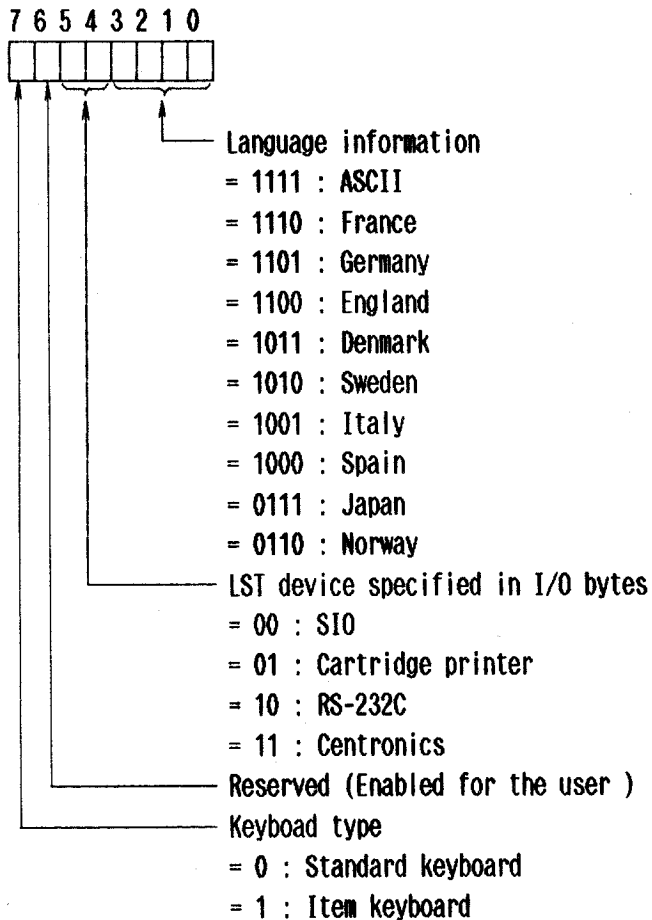 7 6 5 4 3 2 1 0
Language information
= 1111 : ASCII
= 1110 : France
= 1101 : Germany
= 1100 : England
= 1011 : Denmark
= 1010 : Sweden
= 1001 : Italy
= 1000 : Spain
= 0111 : Japan
= 0110 : Norway
LST device specified in I/O bytes
= 00 : SIO
= 01 : Cartridge printer
= 10 : RS-232C
= 11 : Centronics
Reserved (Enabled for the user )
Keyboad type
= 0 : Standard keyboard
= 1 : Item keyboard